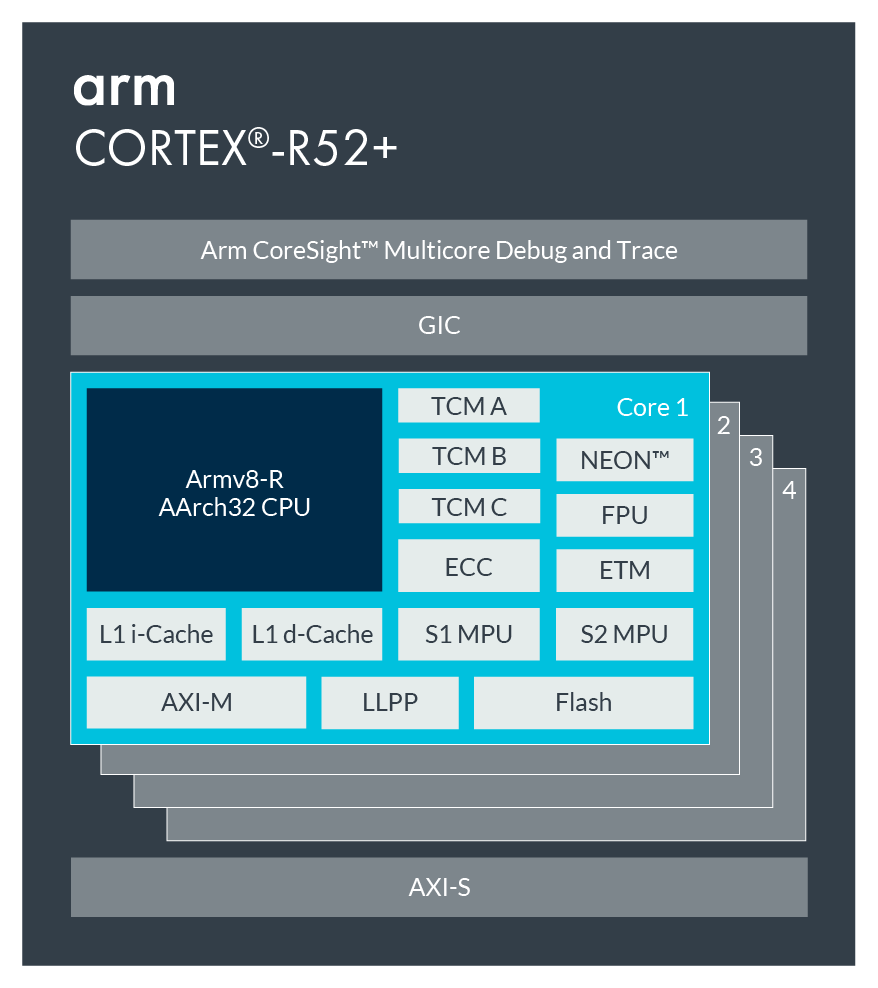 arm
CORTEX®-R52+
Arm CoreSight™ Multicore Debug and Trace
GIC
Core 1
2
3
4
Armv8-R
AArch32 CPU
TCM A
TCM B
TCM C
ECC
NEON™
FPU
ETM
L1 i-Cache
L1 d-Cache
S1 MPU
S2 MPU
AXI-M
LLPP
Flash
AXI-S